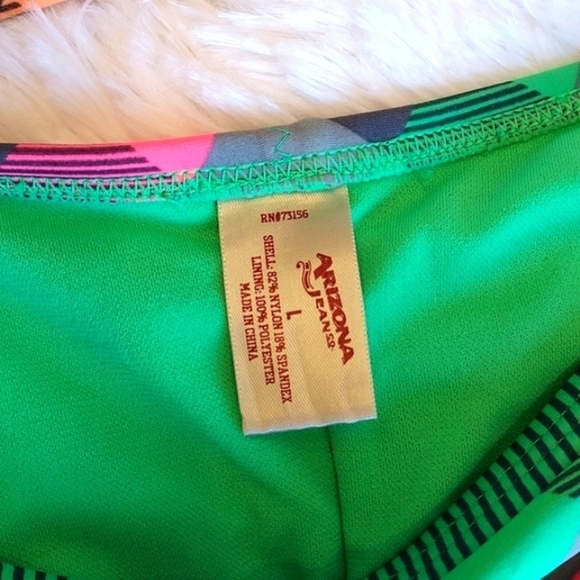 RN#73156
ARIZONA
JEAN CO.
L
SHELL: 82% NYLON 18% SPANDEX
LINING: 100% POLYESTER
MADE IN CHINA